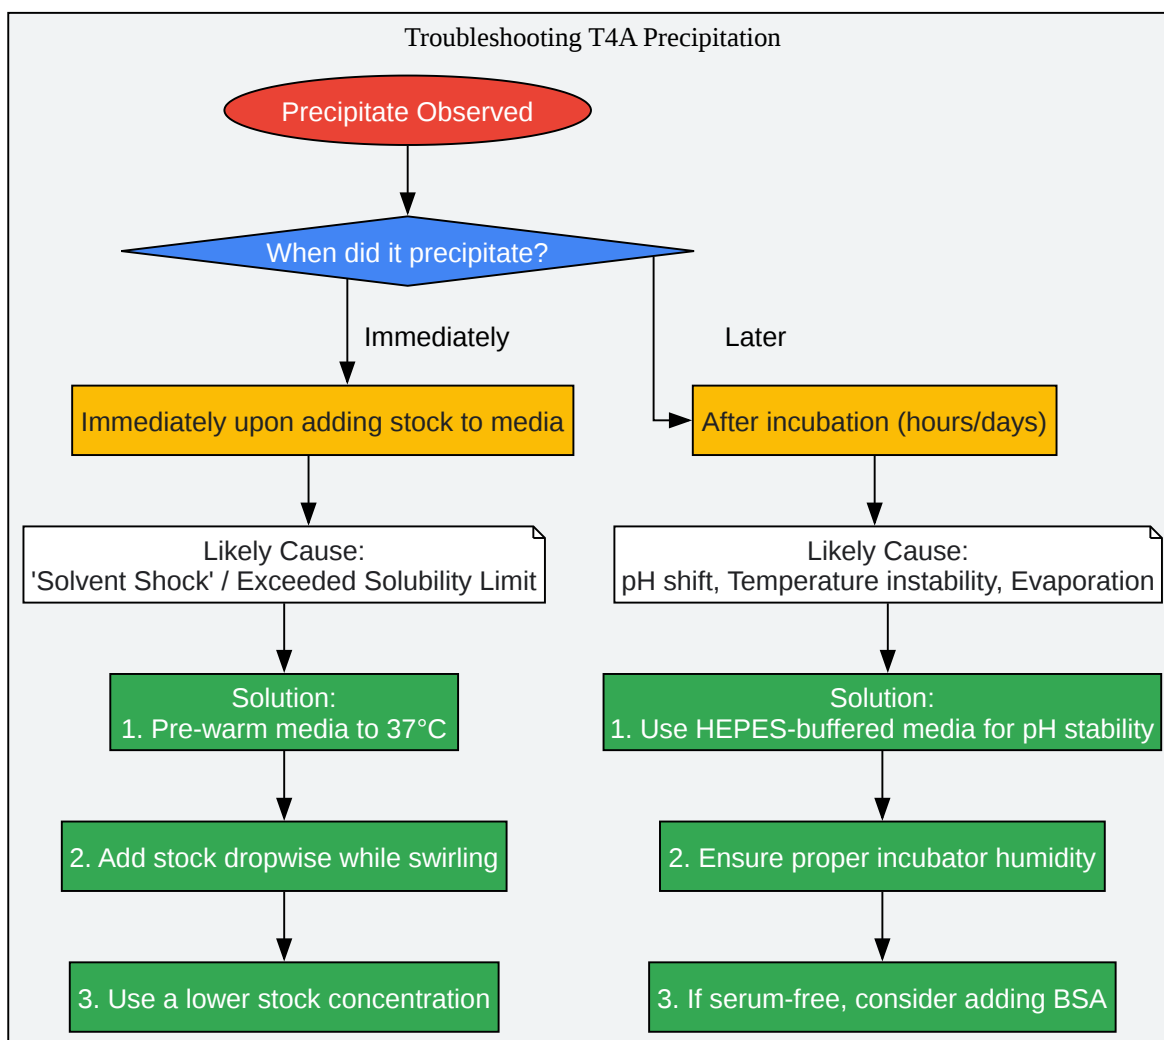 Troubleshooting T4A Precipitation
Precipitate Observed
When did it precipitate?
Immediately
Later
Immediately upon adding stock to media
After incubation (hours/days)
Likely Cause:
'Solvent Shock' / Exceeded Solubility Limit
Likely Cause:
pH shift, Temperature instability, Evaporation
Solution:
1. Pre-warm media to 37°C
Solution:
1. Use HEPES-buffered media for pH stability
2. Add stock dropwise while swirling
2. Ensure proper incubator humidity
3. Use a lower stock concentration
3. If serum-free, consider adding BSA